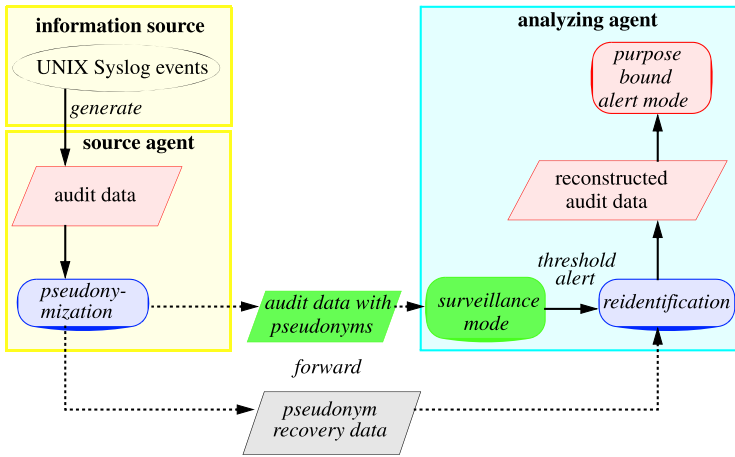 information source
UNIX Syslog events
generate
source agent
audit data
pseudony-
mization
audit data with
pseudonyms
forward
pseudonym
recovery data
analyzing agent
purpose
bound
alert mode
reconstructed
audit data
threshold
alert
surveillance
mode
reidentification